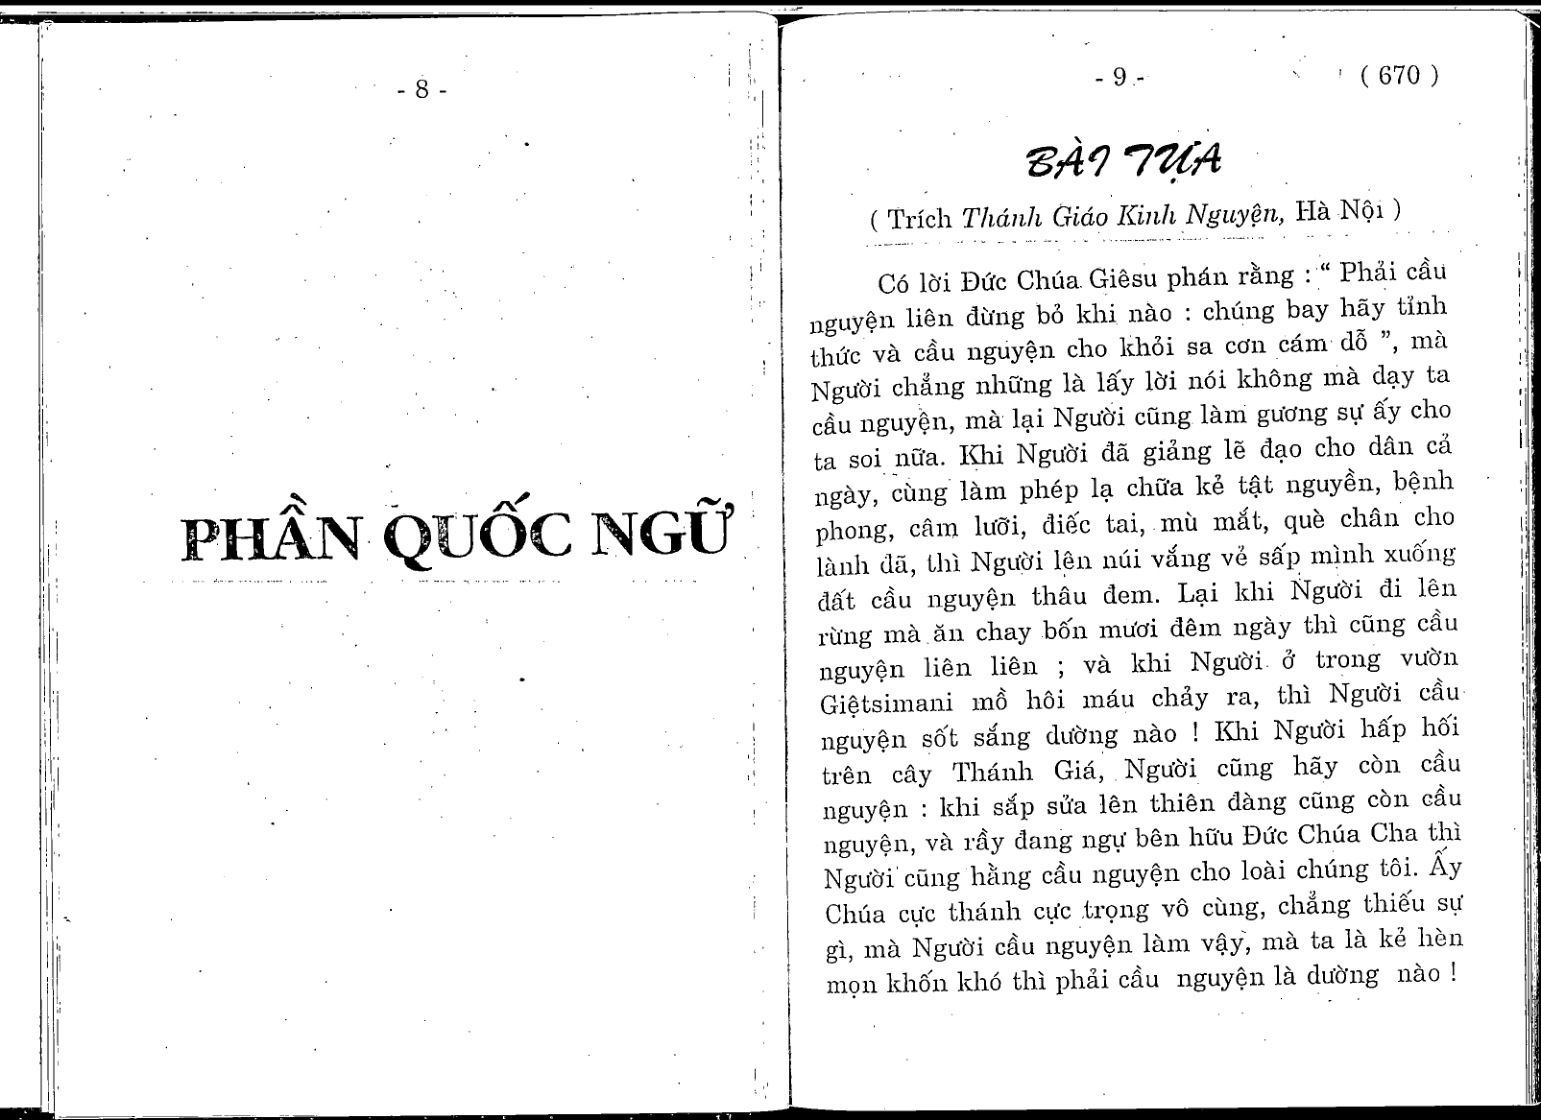 - 8 -
PHẦN QUỐC NGỮ
- 9 -
( 670 )
BÀI TỰA
( Trích Thánh Giáo Kinh Nguyện, Hà Nội )
Có lời Đức Chúa Giêsu phán rằng : “ Phải cầu
nguyện liên đừng bỏ khi nào : chúng bay hãy tỉnh
thức và cầu nguyện cho khỏi sa cơn cám dỗ ”, mà
Người chẳng những là lấy lời nói không mà dạy ta
cầu nguyện, mà lại Người cũng làm gương sự ấy cho
ta soi nữa. Khi Người đã giảng lẽ đạo cho dân cả
ngày, cùng làm phép lạ chữa kẻ tật nguyền, bệnh
phong, câm lưỡi, điếc tai, mù mắt, què chân cho
lành đã, thì Người lên núi vắng vẻ sấp mình xuống
đất cầu nguyện thâu đem. Lại khi Người đi lên
rừng mà ăn chay bốn mươi đêm ngày thì cũng cầu
nguyện liên liên ; và khi Người ở trong vườn
Giệtsimani mồ hôi máu chảy ra, thì Người cầu
nguyện sốt sắng dường nào ! Khi Người hấp hối
trên cây Thánh Giá, Người cũng hãy còn cầu
nguyện : khi sắp sửa lên thiên đàng cũng còn cầu
nguyện, và rầy đang ngự bên hữu Đức Chúa Cha thì
Người cũng hằng cầu nguyện cho loài chúng tôi. Ấy
Chúa cực thánh cực trọng vô cùng, chẳng thiếu sự
gì, mà Người cầu nguyện làm vậy, mà ta là kẻ hèn
mọn khốn khó thì phải cầu nguyện là dường nào !